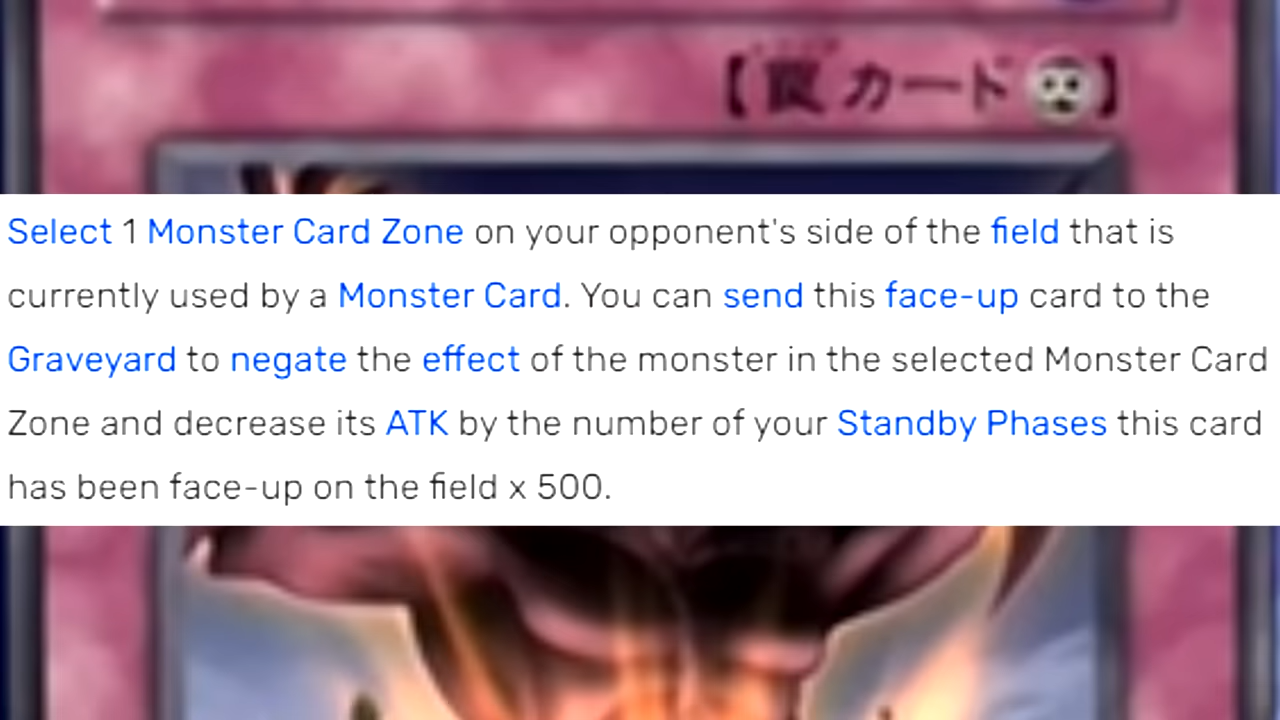 【罠カード】
Select 1 Monster Card Zone on your opponent's side of the field that is
currently used by a Monster Card. You can send this face-up card to the
Graveyard to negate the effect of the monster in the selected Monster Card
Zone and decrease its ATK by the number of your Standby Phases this card
has been face-up on the field x 500.